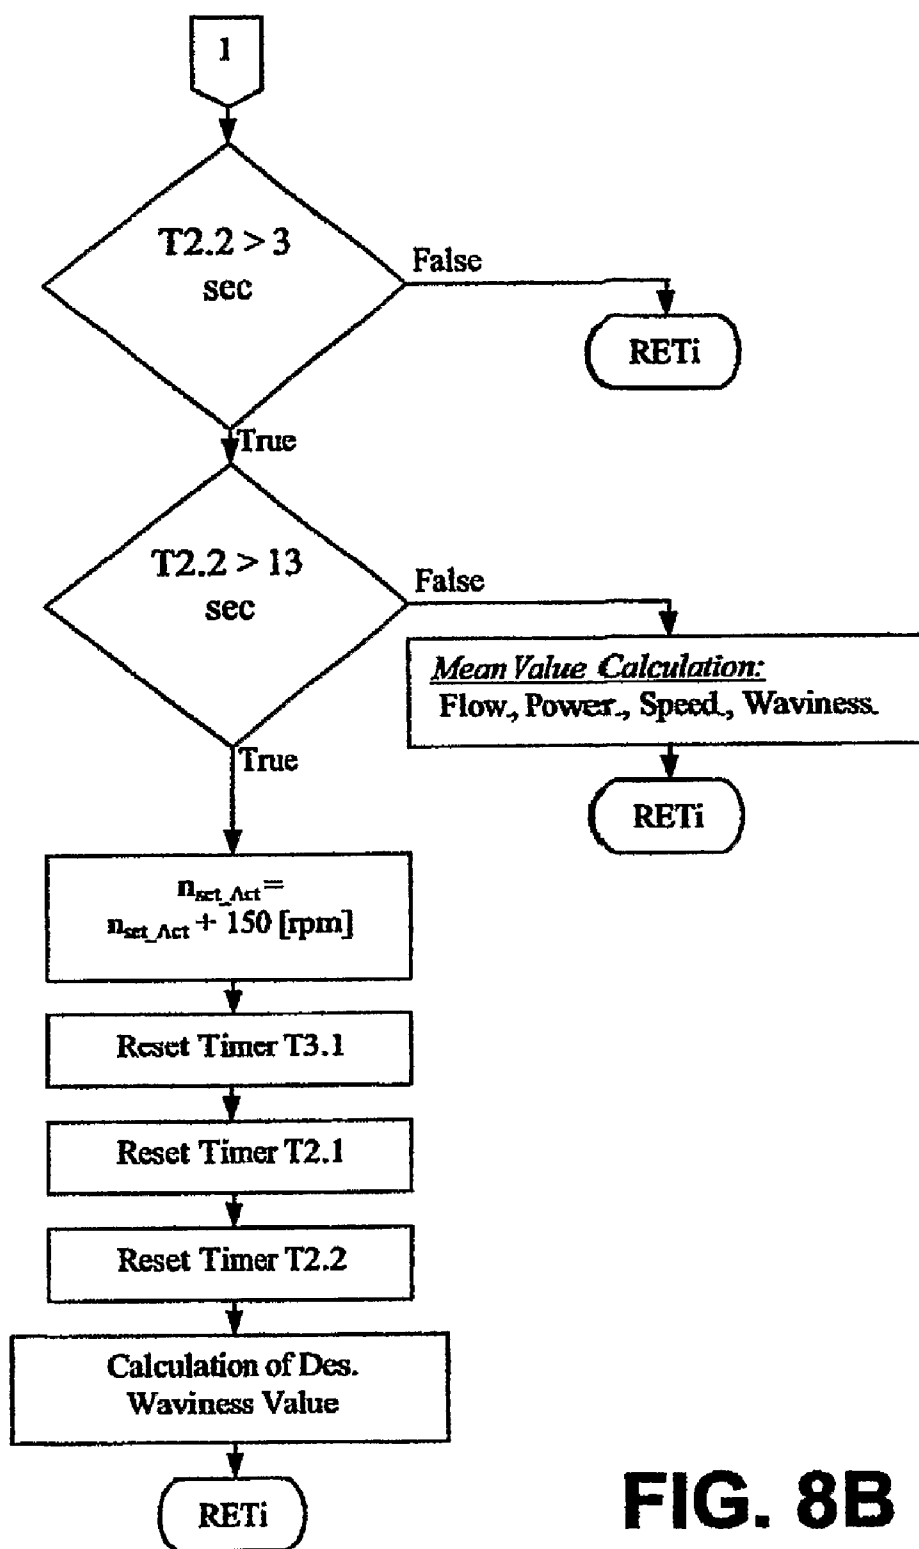 1
T2.2 > 3
sec
False
RETi
True
T2.2 > 13
sec
False
Mean Value Calculation:
Flow., Power., Speed., Waviness.
True
RETi
nset_Act =
nset_Act + 150 [rpm]
Reset Timer T3.1
Reset Timer T2.1
Reset Timer T2.2
Calculation of Des.
Waviness Value
RETi
FIG. 8B